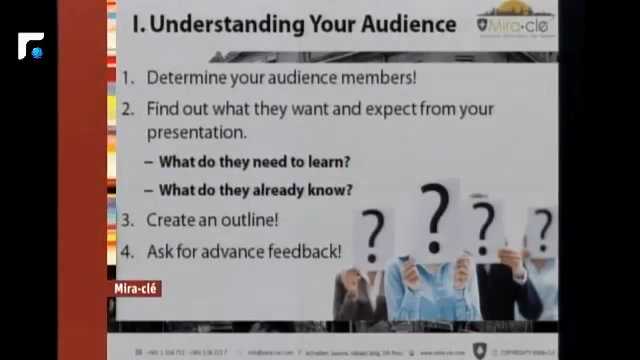 I. Understanding Your Audience
Mira-clé
1. Determine your audience members!
2. Find out what they want and expect from your
presentation.
– What do they need to learn?
– What do they already know?
3. Create an outline!
4. Ask for advance feedback!
? ? ? ?
Mira-clé